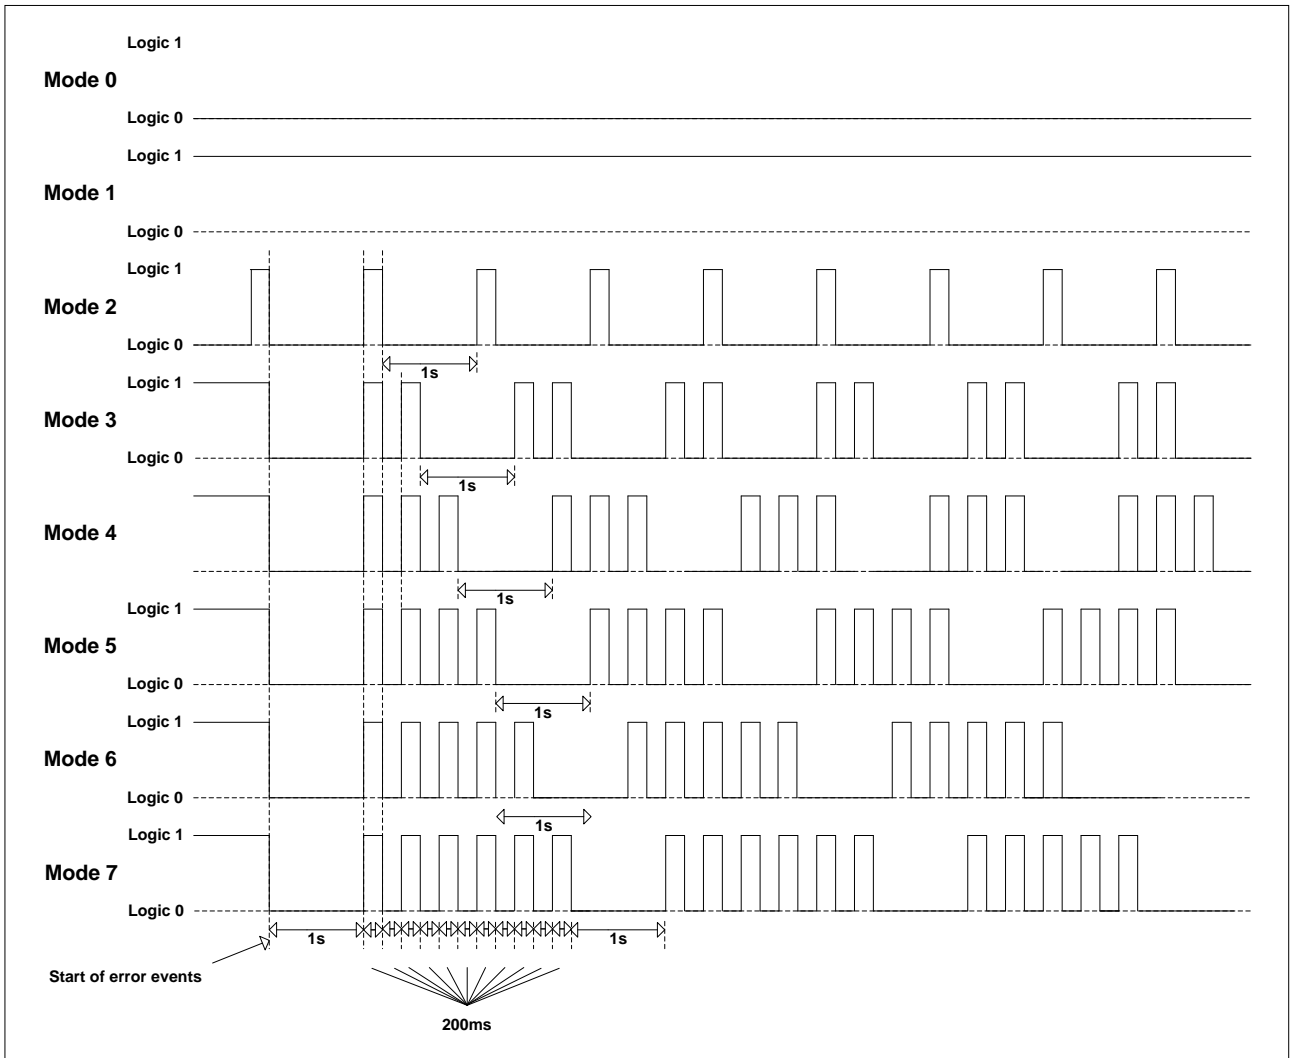 Logic 1
Mode 0
Logic 0
Logic 1
Mode 1
Logic 0
Logic 1
Mode 2
Logic 0
1s
Logic 1
Mode 3
Logic 0
1s
Mode 4
1s
Logic 1
Mode 5
Logic 0
1s
Logic 1
Mode 6
Logic 0
1s
Logic 1
Mode 7
Logic 0
1s
1s
Start of error events
200ms